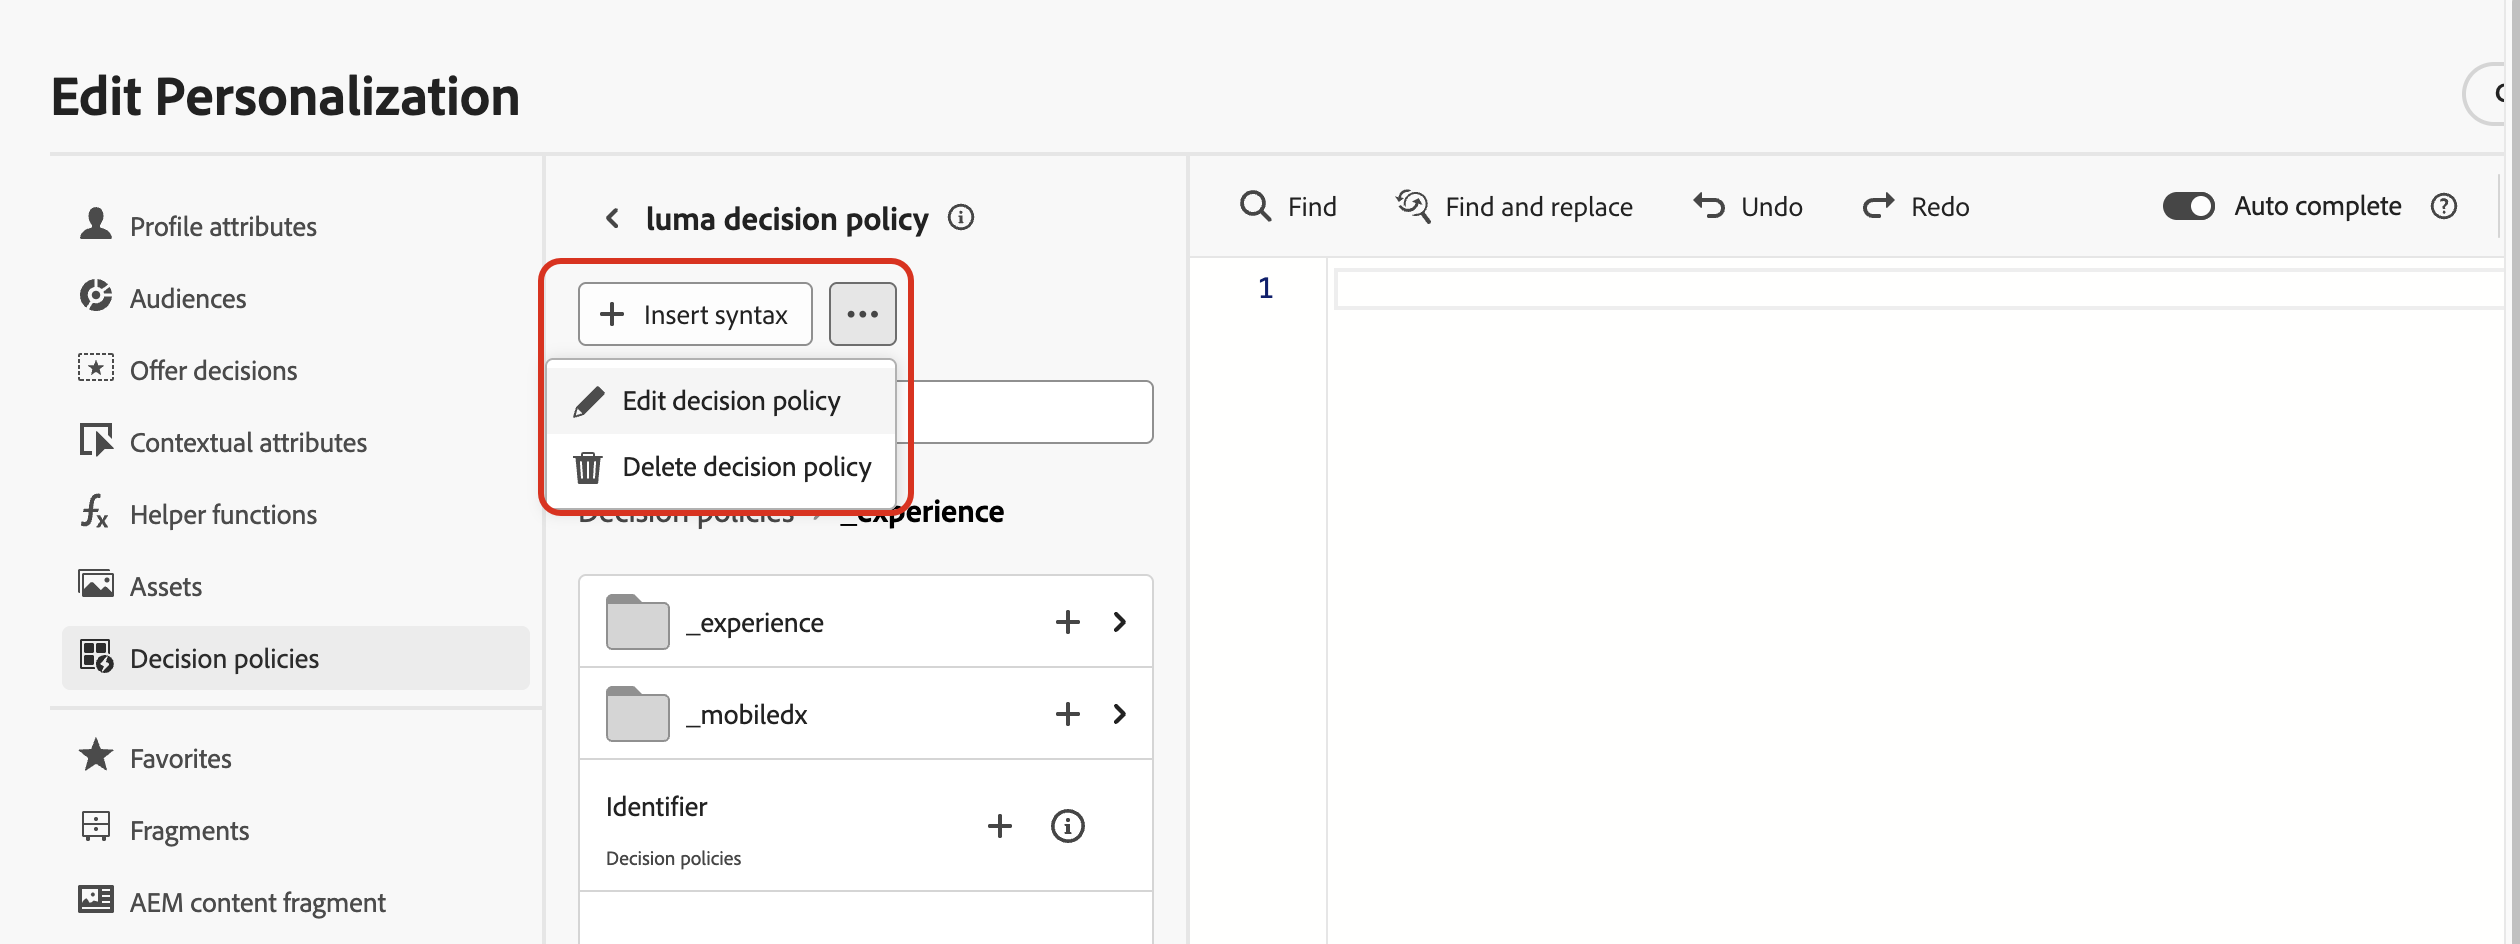 Edit Personalization
Profile attributes
Audiences
Offer decisions
Contextual attributes
Helper functions
Assets
Decision policies
Favorites
Fragments
AEM content fragment
luma decision policy
Insert syntax
Edit decision policy
Delete decision policy
Decision policies › _experience
_experience
_mobiledx
Identifier
Decision policies
Find
Find and replace
Undo
Redo
Auto complete
1